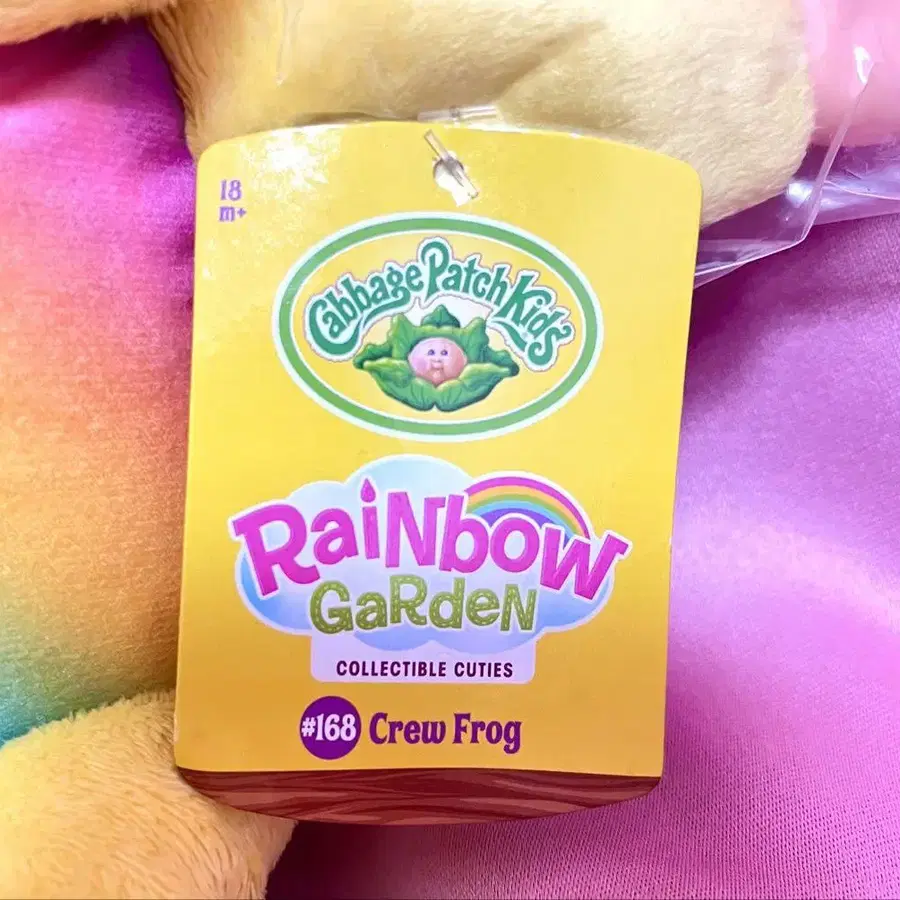 18
m+
Cabbage Patch Kids
RaiNboW
GaRdeN
COLLECTIBLE CUTIES
#168 Crew Frog